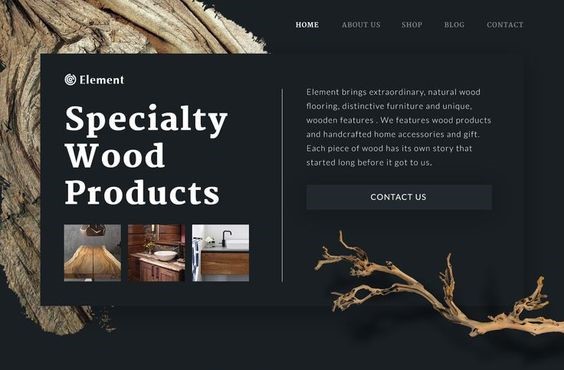 HOME
ABOUT US
SHOP
BLOG
CONTACT
Element
Specialty
Wood
Products
Element brings extraordinary, natural wood
flooring, distinctive furniture and unique,
wooden features . We features wood products
and handcrafted home accessories and gift.
Each piece of wood has its own story that
started long before it got to us.
CONTACT US